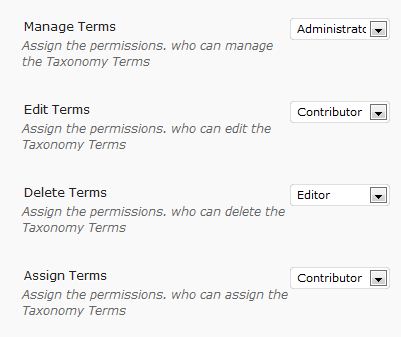 Manage Terms
Administratc
Assign the permissions. who can manage
the Taxonomy Terms
Edit Terms
Contributor
Assign the permissions. who can edit the
Taxonomy Terms
Delete Terms
Editor
Assign the permissions. who can delete the
Taxonomy Terms
Assign Terms
Contributor
Assign the permissions. who can assign the
Taxonomy Terms